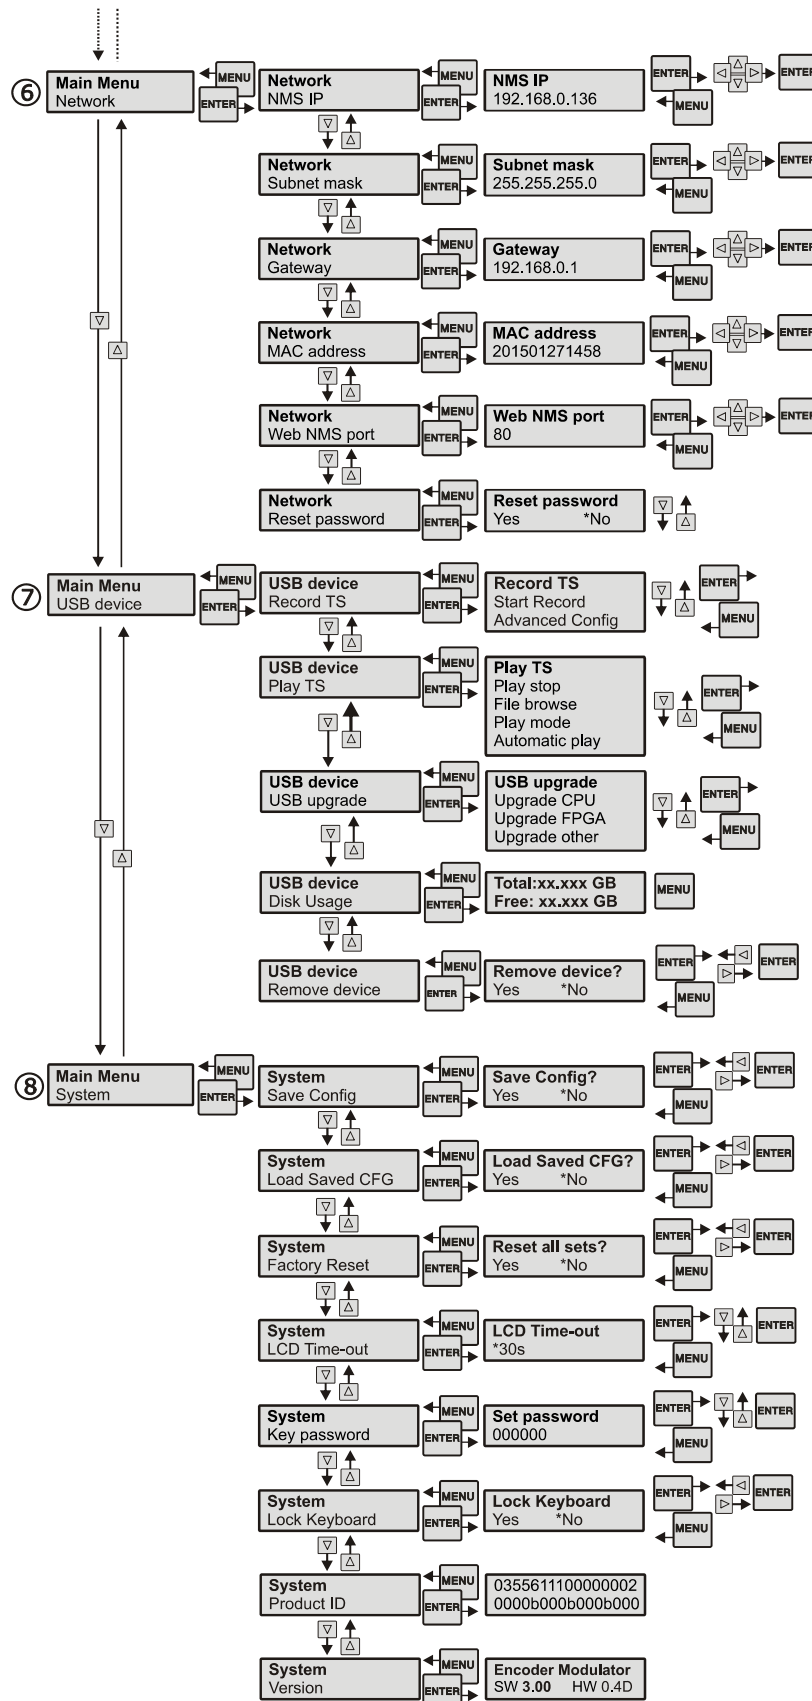 ⑥
Main Menu
Network
MENU
ENTER
Network
NMS IP
MENU
ENTER
NMS IP
192.168.0.136
ENTER
MENU
ENTER
Network
Subnet mask
MENU
ENTER
Subnet mask
255.255.255.0
ENTER
MENU
ENTER
Network
Gateway
MENU
ENTER
Gateway
192.168.0.1
ENTER
MENU
ENTER
Network
MAC address
MENU
ENTER
MAC address
201501271458
ENTER
MENU
ENTER
Network
Web NMS port
MENU
ENTER
Web NMS port
80
ENTER
MENU
ENTER
Network
Reset password
MENU
ENTER
Reset password
Yes *No
⑦
Main Menu
USB device
MENU
ENTER
USB device
Record TS
MENU
ENTER
Record TS
Start Record
Advanced Config
ENTER
MENU
USB device
Play TS
MENU
ENTER
Play TS
Play stop
File browse
Play mode
Automatic play
ENTER
MENU
USB device
USB upgrade
MENU
ENTER
USB upgrade
Upgrade CPU
Upgrade FPGA
Upgrade other
ENTER
MENU
USB device
Disk Usage
MENU
ENTER
Total:xx.xxx GB
Free: xx.xxx GB
MENU
USB device
Remove device
MENU
ENTER
Remove device?
Yes *No
ENTER
MENU
ENTER
⑧
Main Menu
System
MENU
ENTER
System
Save Config
MENU
ENTER
Save Config?
Yes *No
ENTER
MENU
ENTER
System
Load Saved CFG
MENU
ENTER
Load Saved CFG?
Yes *No
ENTER
MENU
ENTER
System
Factory Reset
MENU
ENTER
Reset all sets?
Yes *No
ENTER
MENU
ENTER
System
LCD Time-out
MENU
ENTER
LCD Time-out
*30s
ENTER
MENU
ENTER
System
Key password
MENU
ENTER
Set password
000000
ENTER
MENU
ENTER
System
Lock Keyboard
MENU
ENTER
Lock Keyboard
Yes *No
ENTER
MENU
ENTER
System
Product ID
MENU
ENTER
0355611100000002
0000b000b000b000
System
Version
MENU
ENTER
Encoder Modulator
SW 3.00 HW 0.4D